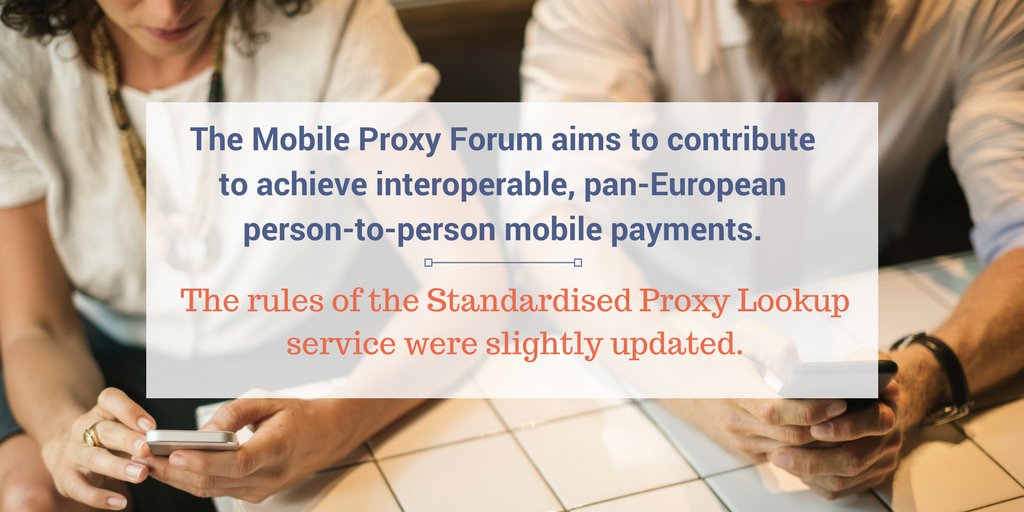 The Mobile Proxy Forum aims to contribute
to achieve interoperable, pan-European
person-to-person mobile payments.
The rules of the Standardised Proxy Lookup
service were slightly updated.